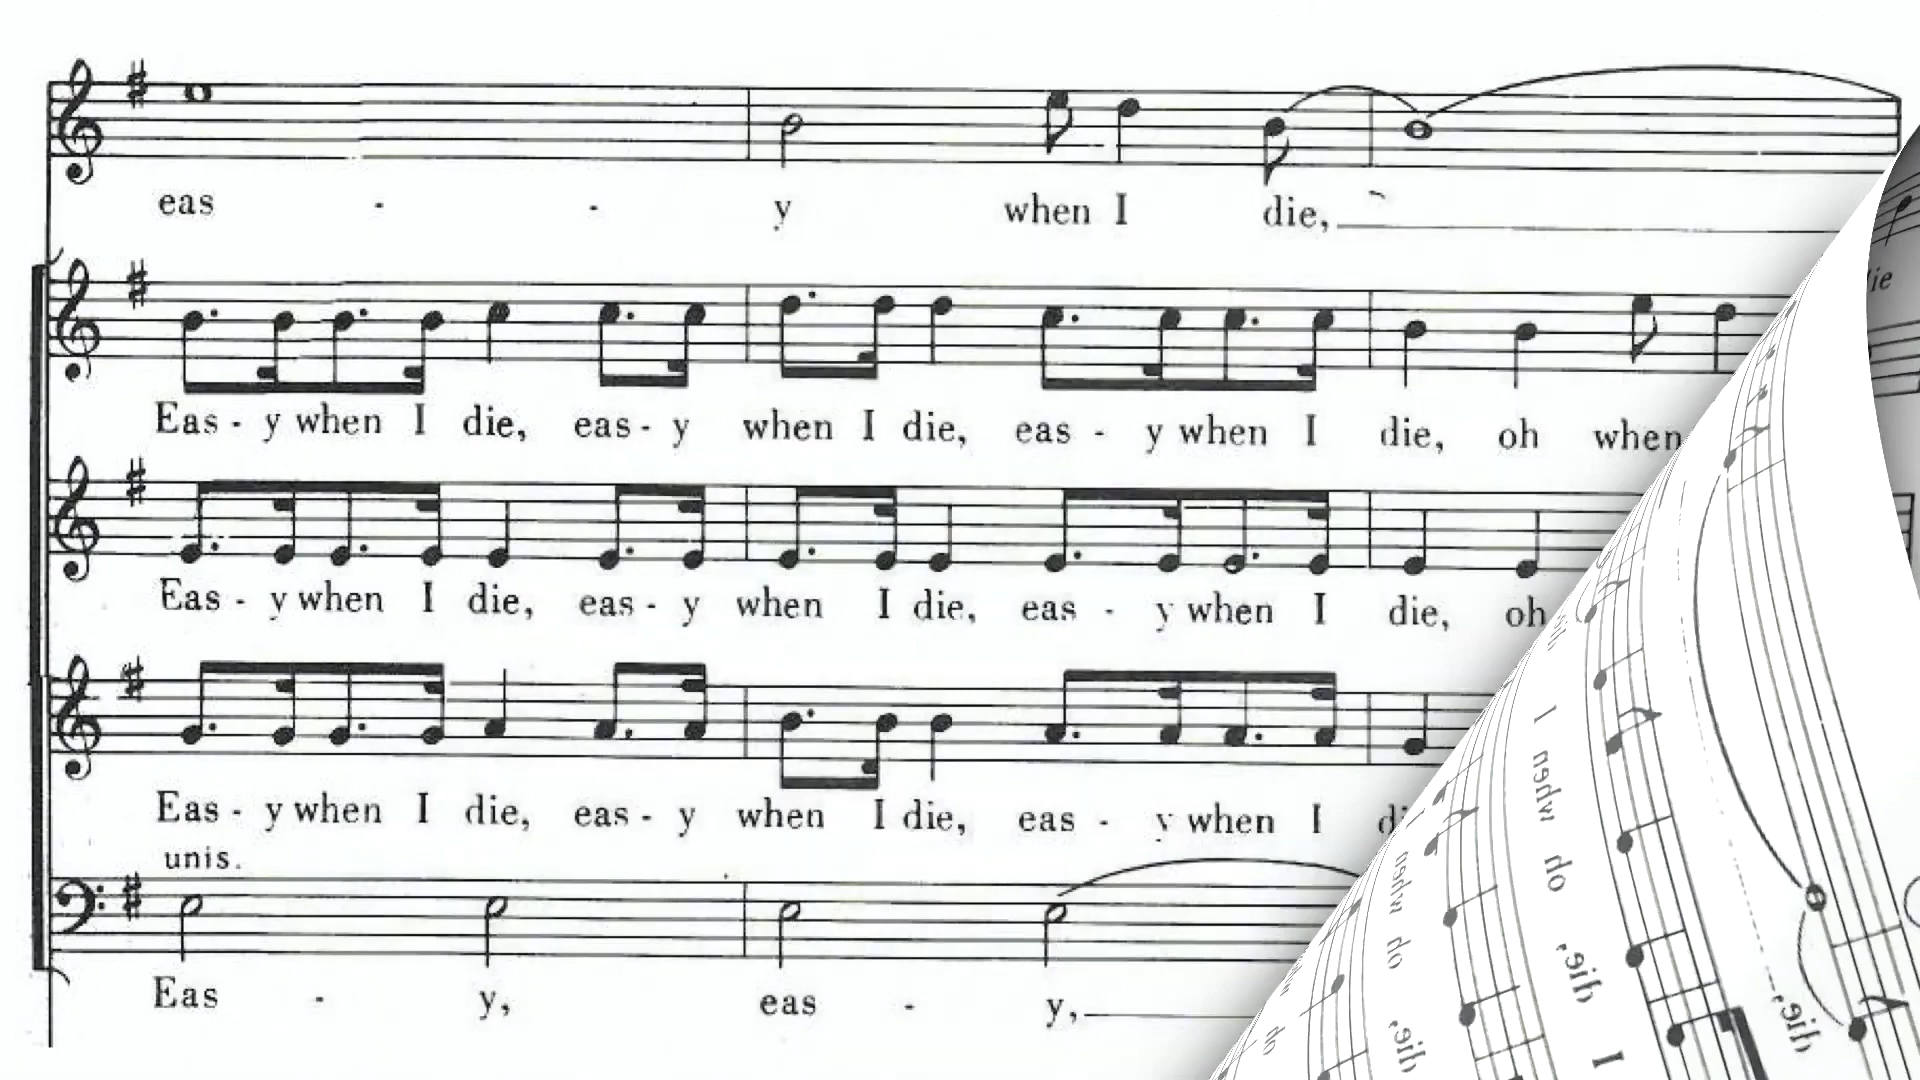 eas - - y when I die,
Eas - y when I die, eas - y when I die, eas - y when I die, oh when
Eas - y when I die, eas - y when I die, eas - y when I die, oh
Eas - y when I die, eas - y when I die, eas - y when I
unis.
Eas - y, eas - y,